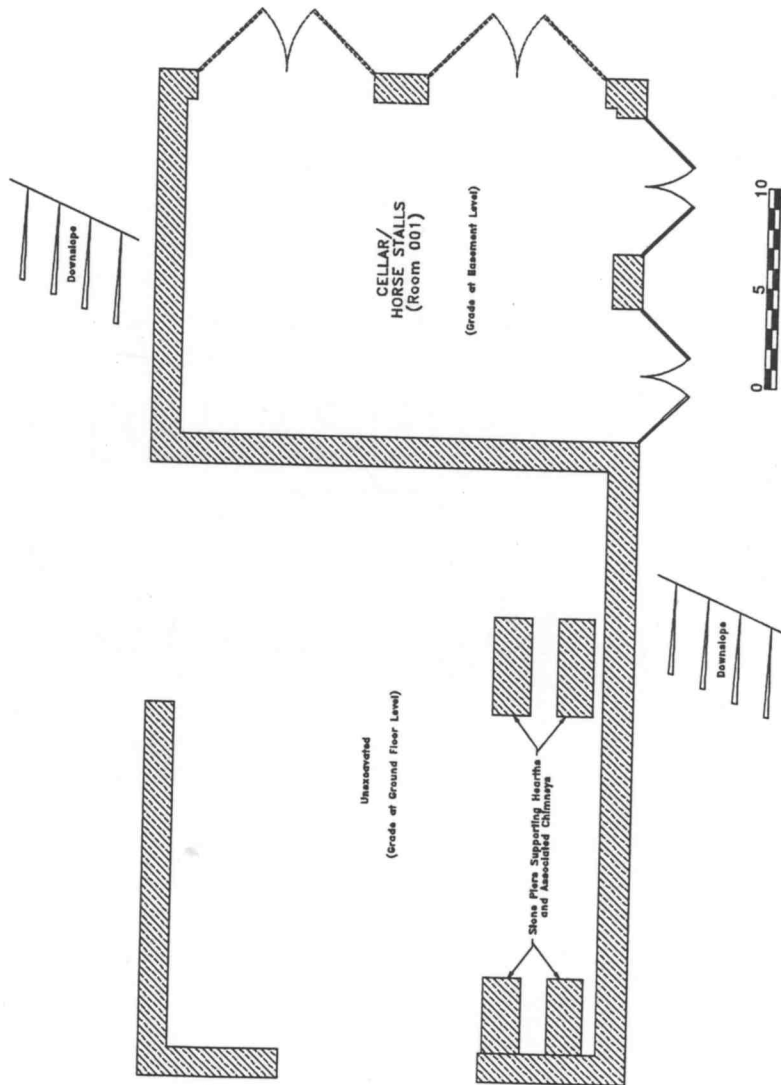 Downslope
CELLAR/
HORSE STALLS
(Room 001)
(Grade at Basement Level)
0 5 10
Unexcavated
(Grade at Ground Floor Level)
Stone Piers Supporting Hearths
and Associated Chimneys
Downslope